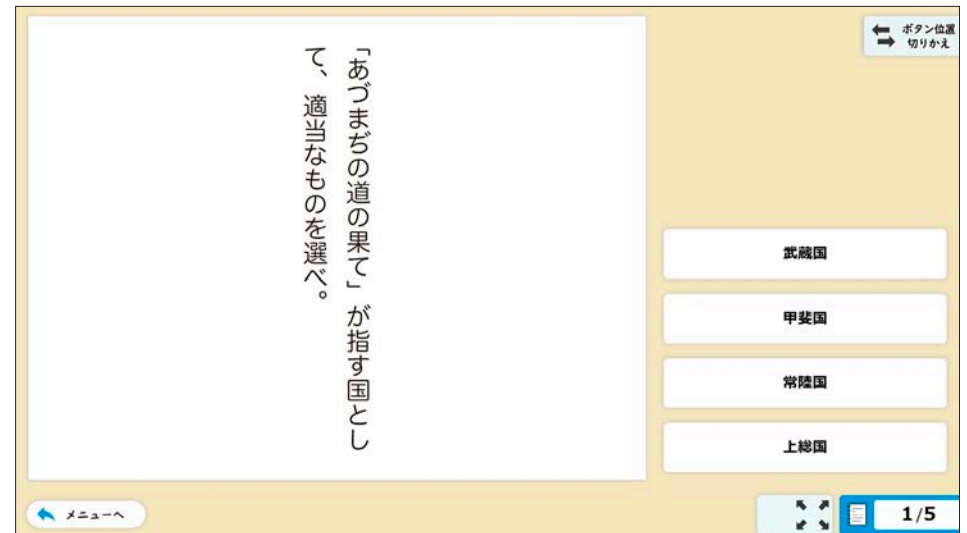 「あづまぢの道の果て」が指す国とし
て、適当なものを選べ。
ボタン位置
切りかえ
武蔵国
甲斐国
常陸国
上総国
メニューへ
1/5